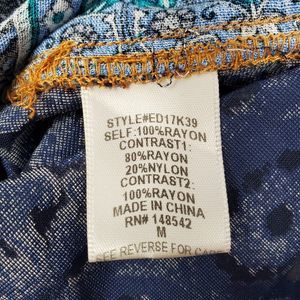 STYLE#ED17K39
SELF:100%RAYON
CONTRAST1:
80%RAYON
20%NYLON
CONTRAST2:
100%RAYON
MADE IN CHINA
RN# 148542
M
SEE REVERSE FOR CARE